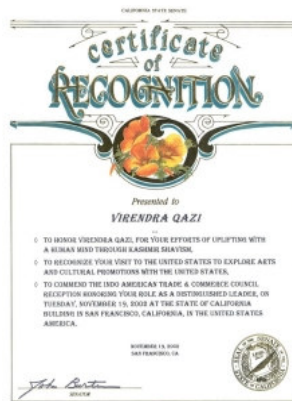 CALIFORNIA STATE SENATE
Certificate
of
RECOGNITION
Presented to
VIRENDRA QAZI
◊ TO HONOR VIRENDRA QAZI, FOR YOUR EFFORTS OF UPLIFTING WITH
A HUMAN MIND THROUGH KASHMIR SHAVISM,
◊ TO RECOGNIZE YOUR VISIT TO THE UNITED STATES TO EXPLORE ARTS
AND CULTURAL PROMOTIONS WITH THE UNITED STATES,
◊ TO COMMEND THE INDO AMERICAN TRADE & COMMERCE COUNCIL
RECEPTION HONORING YOUR ROLE AS A DISTINGUISHED LEADER, ON
TUESDAY, NOVEMBER 19, 2002 AT THE STATE OF CALIFORNIA
BUILDING IN SAN FRANCISCO, CALIFORNIA, IN THE UNITED STATES
AMERICA.
NOVEMBER 19, 2002
SAN FRANCISCO, CA
John Burton
SENATOR